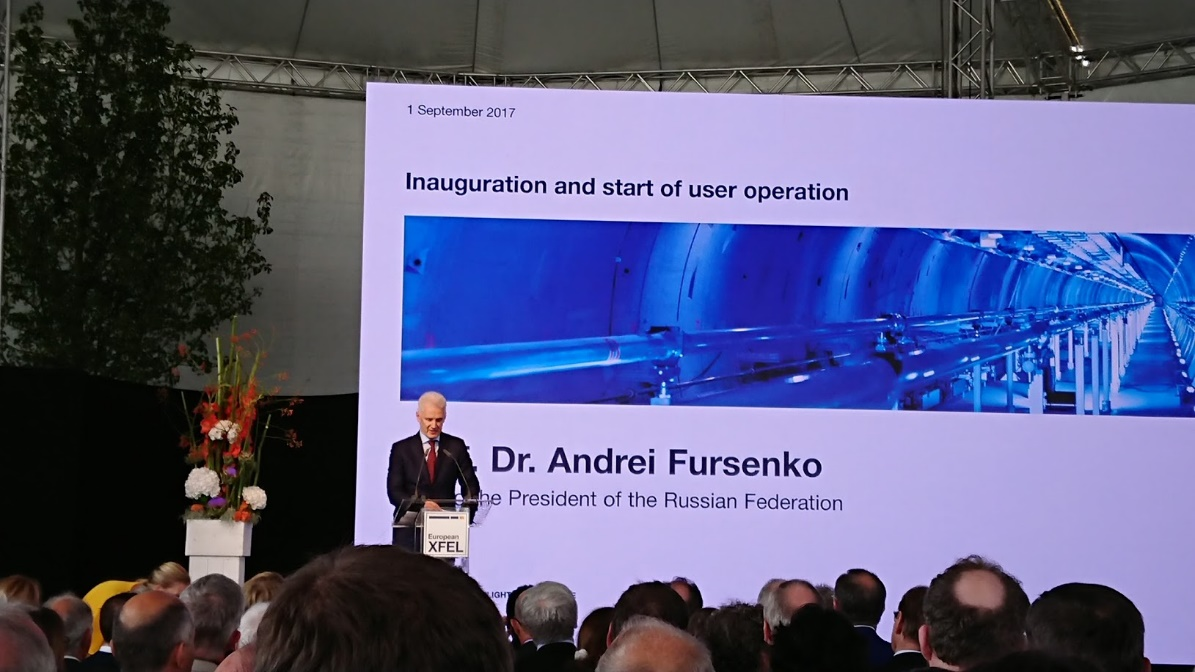 1 September 2017
Inauguration and start of user operation
Dr. Andrei Fursenko
the President of the Russian Federation
European
XFEL
LIGHT